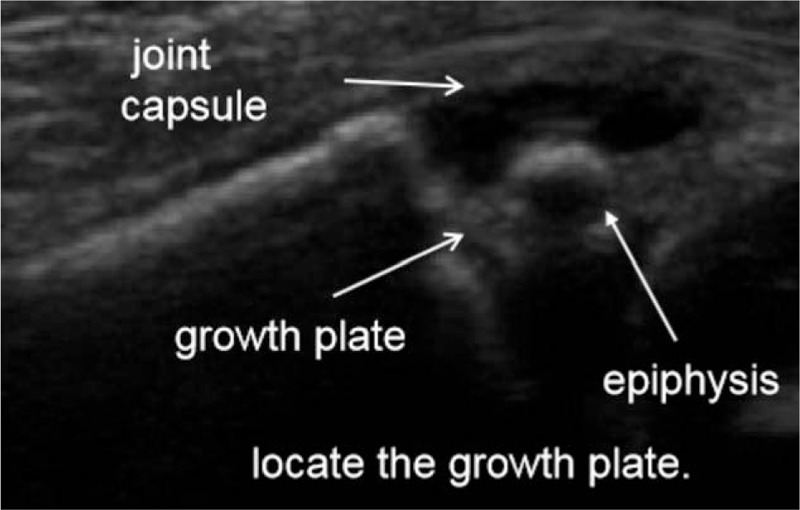 joint
capsule
growth plate
epiphysis
locate the growth plate.